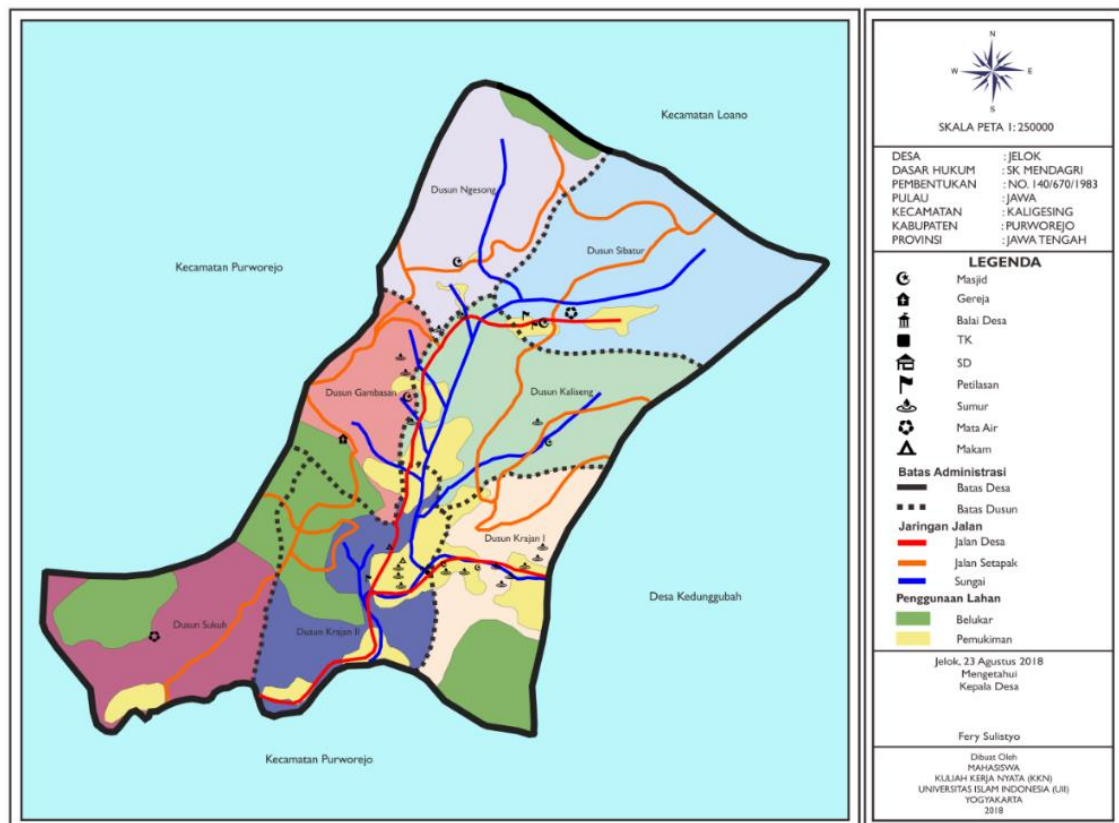 Kecamatan Loano
Dusun Ngesong
Kecamatan Purworejo
Dusun Sibatur
Dusun Gambasan
Dusun Kaliseng
Dusun Krajan I
Desa Kedunggubah
Dusun Sukuh
Dusun Krajan II
Kecamatan Purworejo
N
W E
S
SKALA PETA 1: 250000
DESA : JELOK
DASAR HUKUM : SK MENDAGRI
PEMBENTUKAN : NO. 140/670/1983
PULAU : JAWA
KECAMATAN : KALIGESING
KABUPATEN : PURWOREJO
PROVINSI : JAWA TENGAH
LEGENDA
Masjid
Gereja
Balai Desa
TK
SD
Petilasan
Sumur
Mata Air
Makam
Batas Administrasi
Batas Desa
Batas Dusun
Jaringan Jalan
Jalan Desa
Jalan Setapak
Sungai
Penggunaan Lahan
Belukar
Pemukiman
Jelok, 23 Agustus 2018
Mengetahui
Kepala Desa
Fery Sulistyo
Dibuat Oleh
MAHASISWA
KULIAH KERJA NYATA (KKN)
UNIVERSITAS ISLAM INDONESIA (UII)
YOGYAKARTA
2018